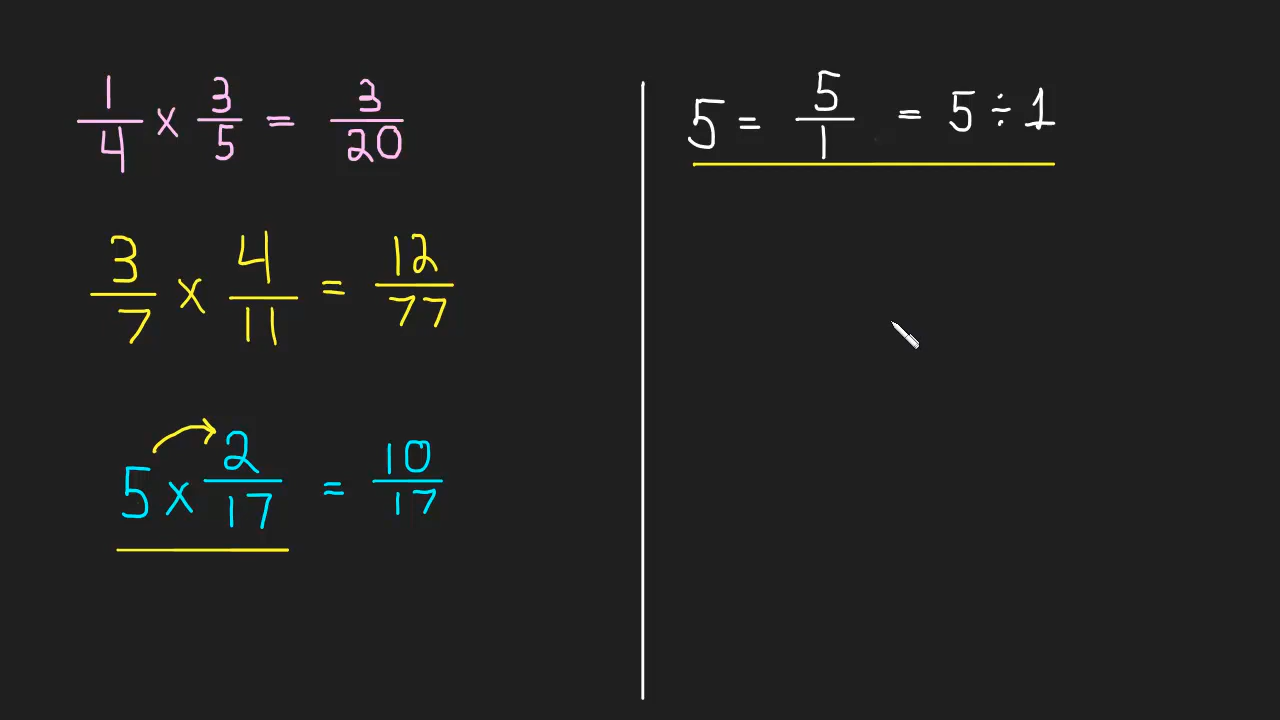 1/4 x 3/5 = 3/20
3/7 x 4/11 = 12/77
5 x 2/17 = 10/17
5 = 5/1 = 5 ÷ 1